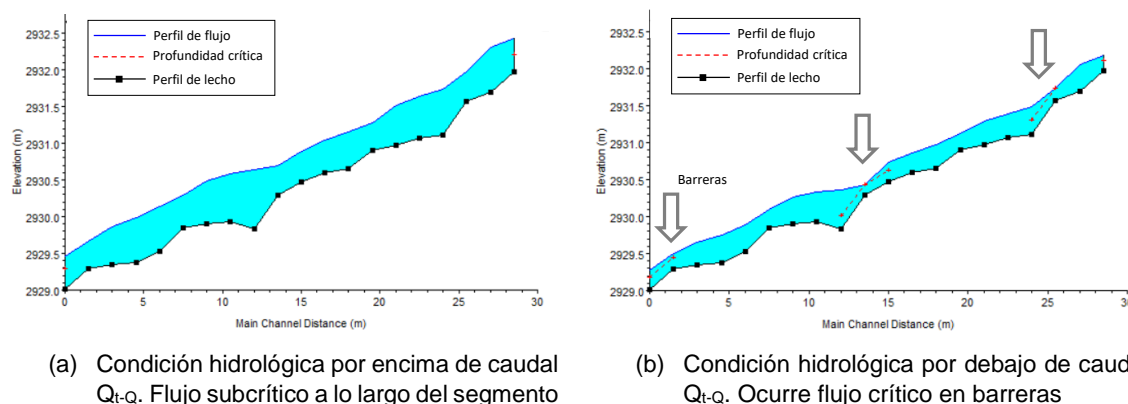 2932.5
2932.0
2931.5
2931.0
2930.5
2930.0
2929.5
2929.0
Elevation (m)
Perfil de flujo
Profundidad crítica
Perfil de lecho
0 5 10 15 20 25 30
Main Channel Distance (m)
(a) Condición hidrológica por encima de caudal
Qt-Q. Flujo subcrítico a lo largo del segmento
2932.5
2932.0
2931.5
2931.0
2930.5
2930.0
2929.5
2929.0
Elevation (m)
Perfil de flujo
Profundidad crítica
Perfil de lecho
Barreras
0 5 10 15 20 25 30
Main Channel Distance (m)
(b) Condición hidrológica por debajo de caud
Qt-Q. Ocurre flujo crítico en barreras